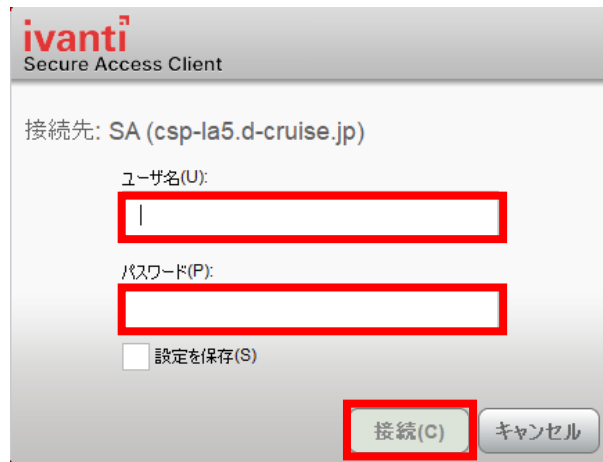 ivanti
Secure Access Client
接続先: SA (csp-la5.d-cruise.jp)
ユーザ名(U):
パスワード(P):
設定を保存(S)
接続(C) キャンセル